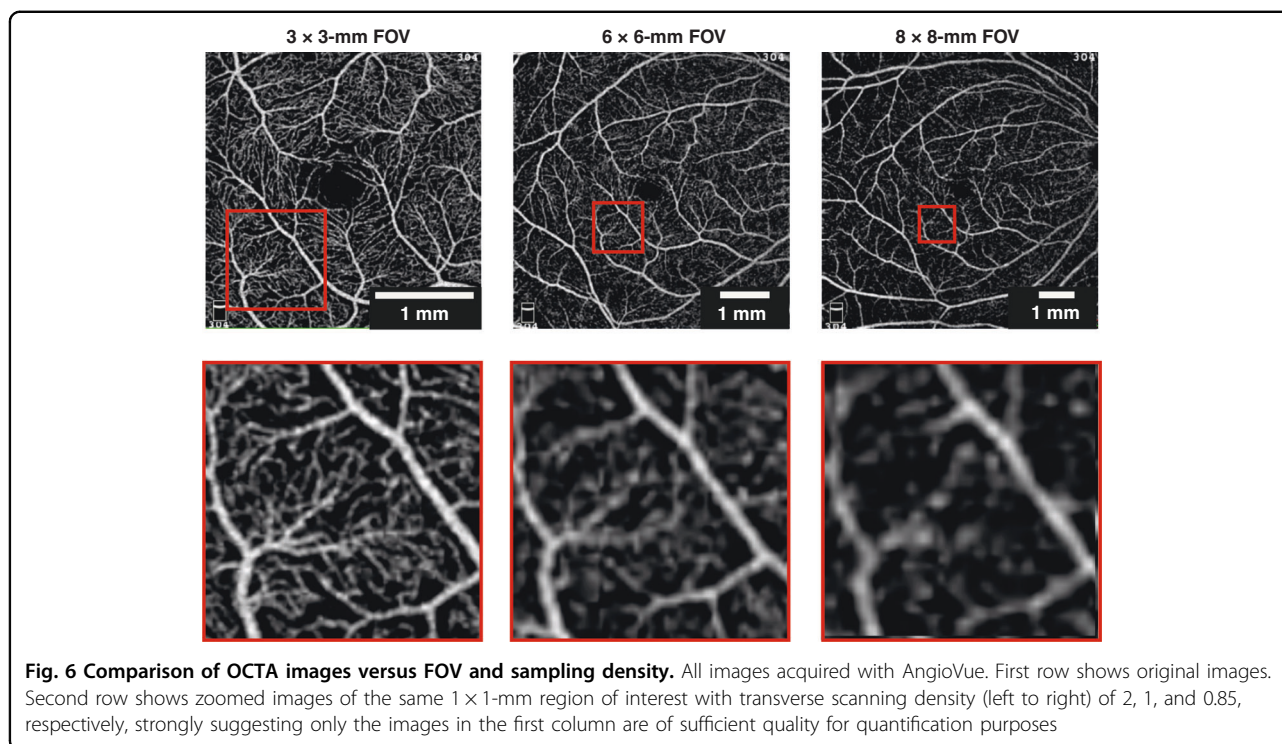 3 × 3-mm FOV
6 × 6-mm FOV
8 × 8-mm FOV
304
304
304
1 mm
1 mm
1 mm
304
304
Fig. 6 Comparison of OCTA images versus FOV and sampling density. All images acquired with AngioVue. First row shows original images.
Second row shows zoomed images of the same 1 × 1-mm region of interest with transverse scanning density (left to right) of 2, 1, and 0.85,
respectively, strongly suggesting only the images in the first column are of sufficient quality for quantification purposes